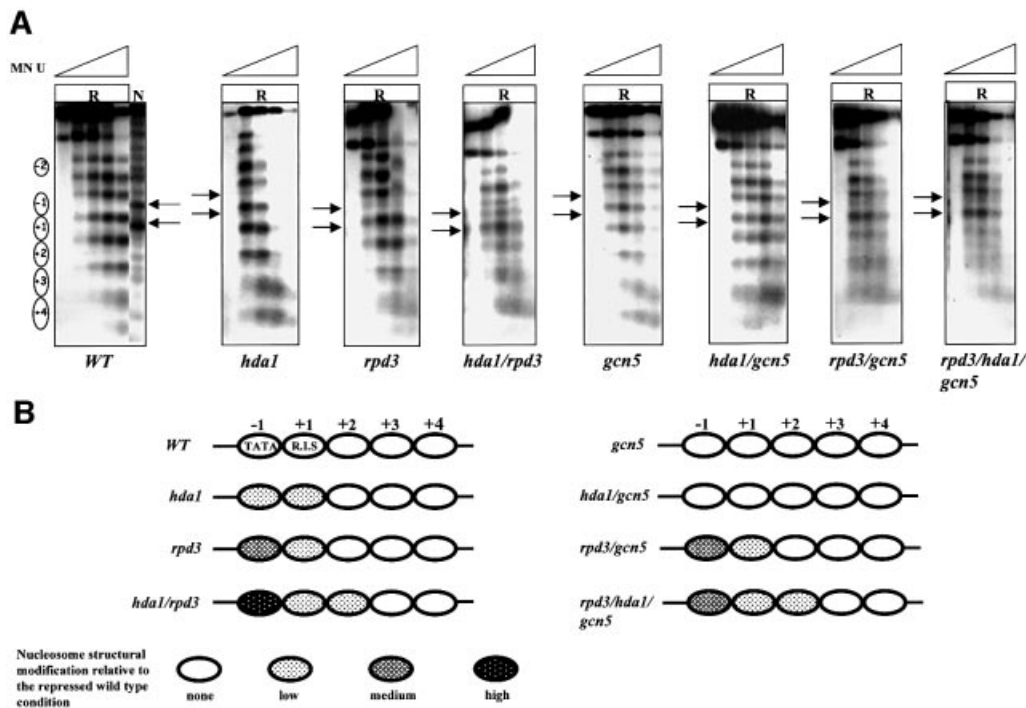 A
MN U
R N
R
R
R
R
R
R
R
-2
-1
+1
+2
+3
+4
WT
hda1
rpd3
hda1/rpd3
gcn5
hda1/gcn5
rpd3/gcn5
rpd3/hda1/
gcn5
B
-1 +1 +2 +3 +4
WT TATA R.I.S
hda1
rpd3
hda1/rpd3
-1 +1 +2 +3 +4
gcn5
hda1/gcn5
rpd3/gcn5
rpd3/hda1/
gcn5
Nucleosome structural
modification relative to
the repressed wild type
condition
none low medium high